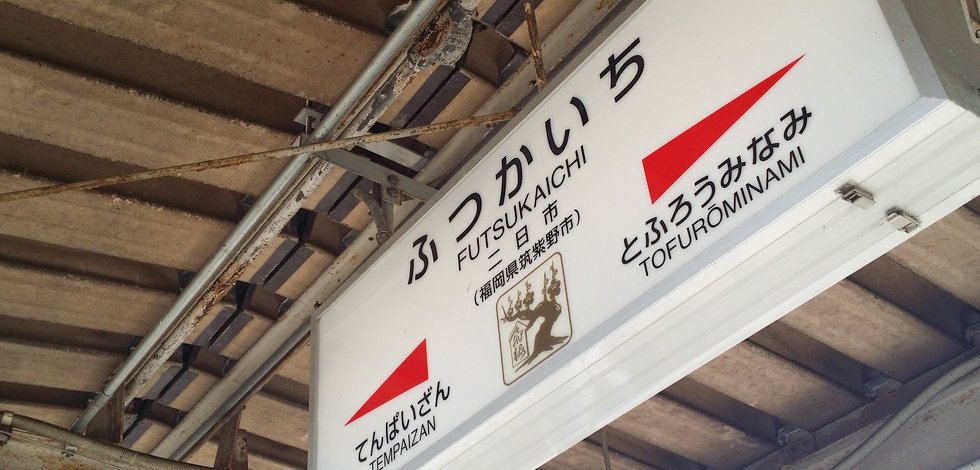 ふつかいち
FUTSUKAICHI
二日市
(福岡県筑紫野市)
てんぱいざん
TEMPAIZAN
とふろうみなみ
TOFURŌMINAMI